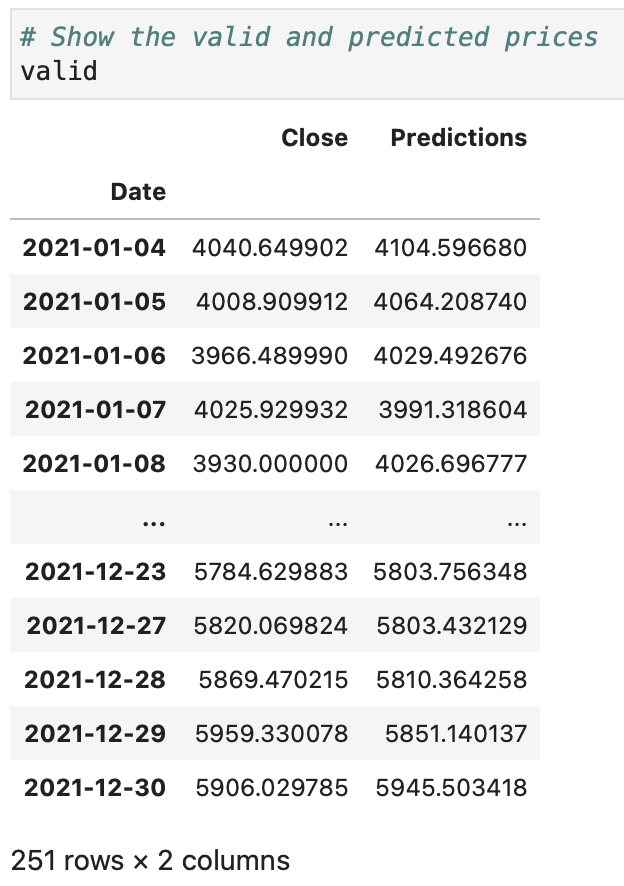 # Show the valid and predicted prices
valid
Close Predictions
Date
2021-01-04 4040.649902 4104.596680
2021-01-05 4008.909912 4064.208740
2021-01-06 3966.489990 4029.492676
2021-01-07 4025.929932 3991.318604
2021-01-08 3930.000000 4026.696777
... ... ...
2021-12-23 5784.629883 5803.756348
2021-12-27 5820.069824 5803.432129
2021-12-28 5869.470215 5810.364258
2021-12-29 5959.330078 5851.140137
2021-12-30 5906.029785 5945.503418
251 rows × 2 columns